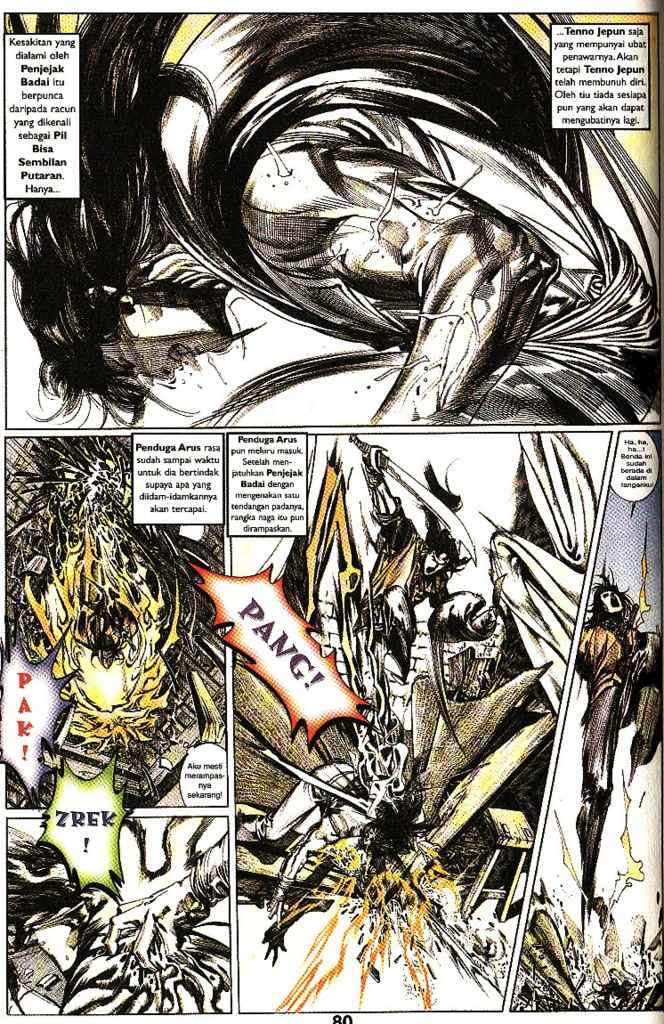 Kesakitan yang
dialami oleh
Penjejak
Badai itu
berpunca
daripada racun
yang dikenali
sebagai Pil
Bisa
Sembilan
Putaran.
Hanya...
...Tenno Jepun saja
yang mempunyai ubat
penawarnya. Akan
tetapi Tenno Jepun
telah membunuh diri.
Oleh tiu tiada sesiapa
pun yang akan dapat
mengubatinya lagi.
Penduga Arus rasa
sudah sampai waktu
untuk dia bertindak
supaya apa yang
diidam-idamkannya
akan tercapai.
PAK!
Aku mesti
merampas-
nya
sekarang!
ZREK
!
Penduga Arus
pun meluru masuk.
Setelah men-
jatuhkan Penjejak
Badai dengan
mengenakan satu
tendangan padanya,
rangka naga itu pun
dirampaskan.
PANG!
Ha, ha,
ha...!
Benda ini
sudah
berada di
dalam
tanganku!
80